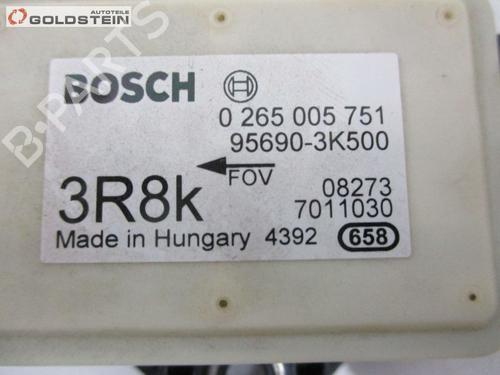 AUTOTEILE
GOLDSTEIN
B-PARTS
BOSCH
0 265 005 751
95690-3K500
FOV
3R8k
08273
7011030
Made in Hungary 4392 658